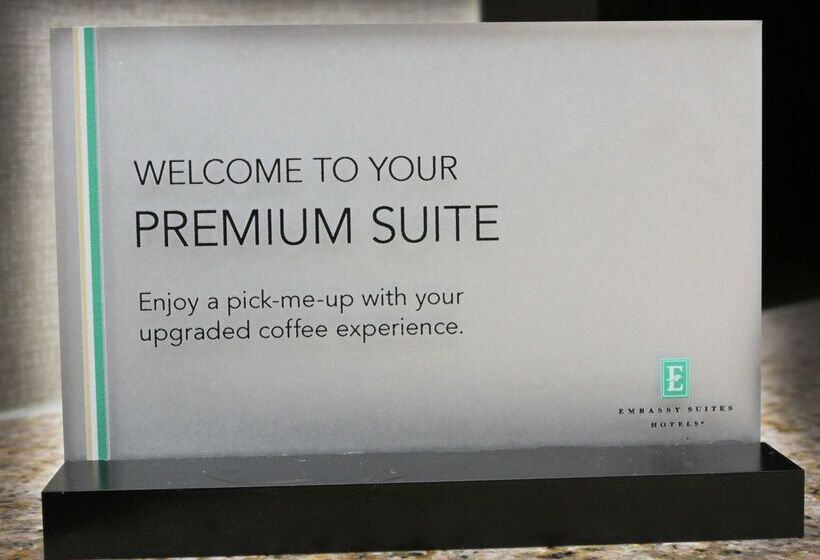 WELCOME TO YOUR
PREMIUM SUITE
Enjoy a pick-me-up with your
upgraded coffee experience.
E
EMBASSY SUITES
HOTELS®